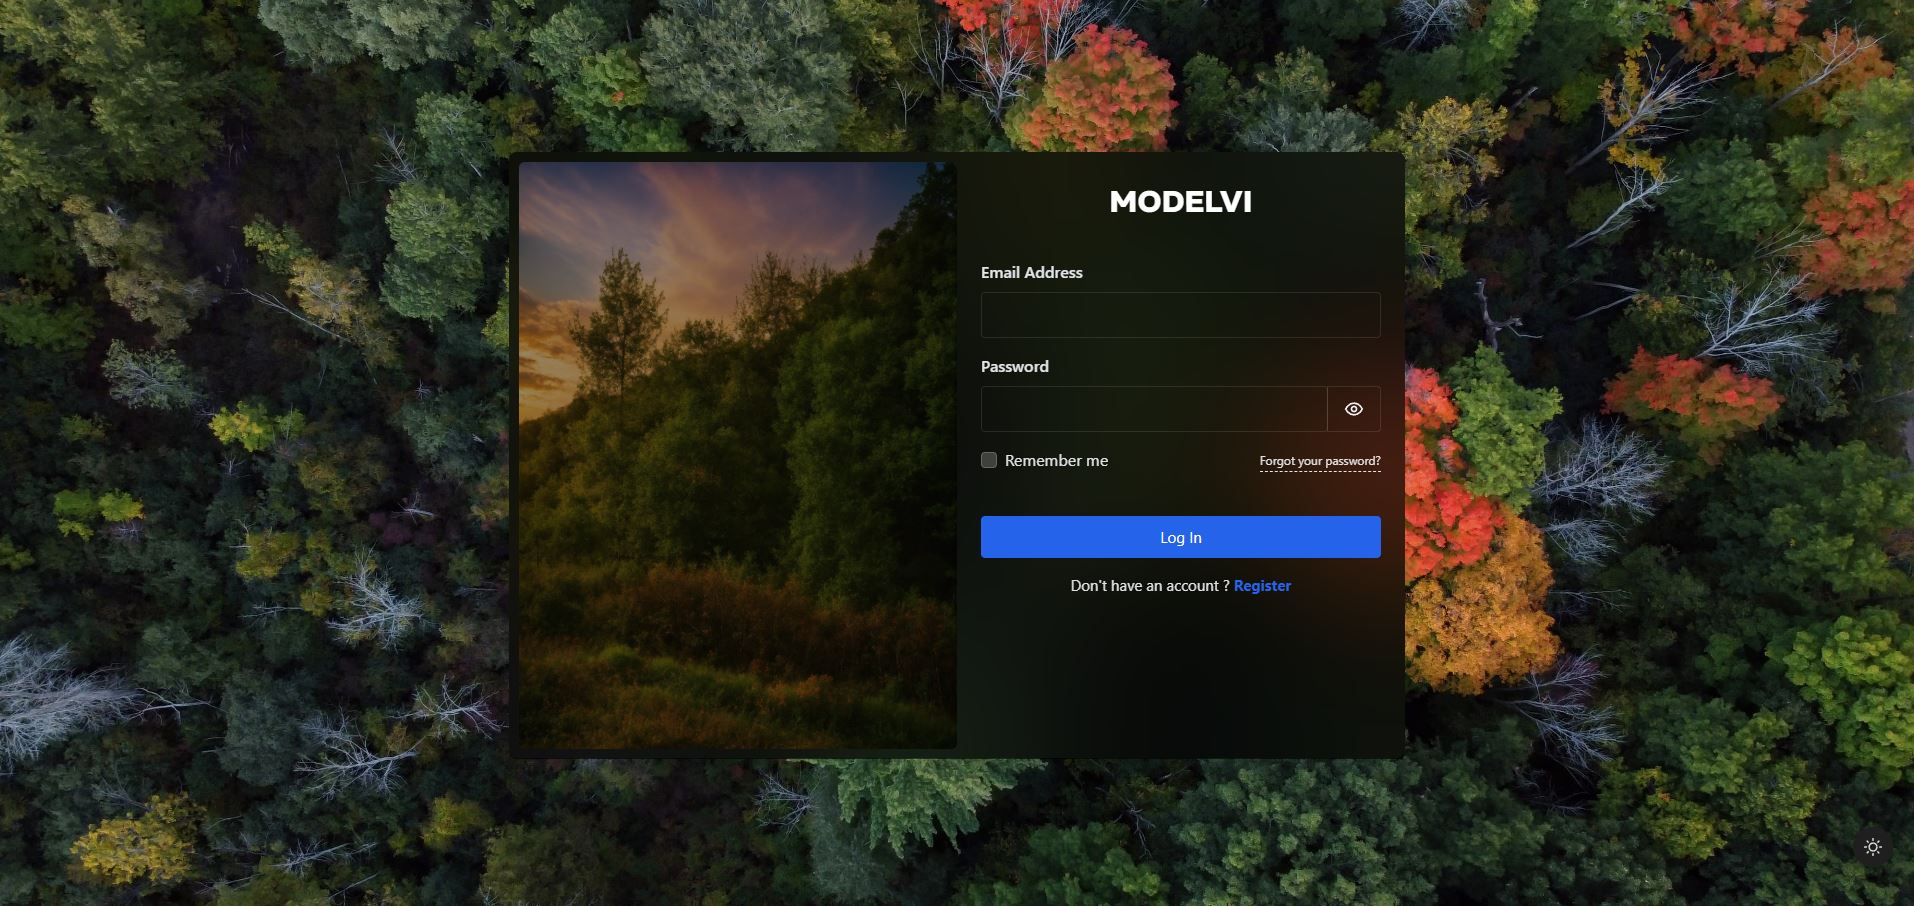 MODELVI
Email Address
Password
Remember me
Forgot your password?
Log In
Don't have an account ? Register